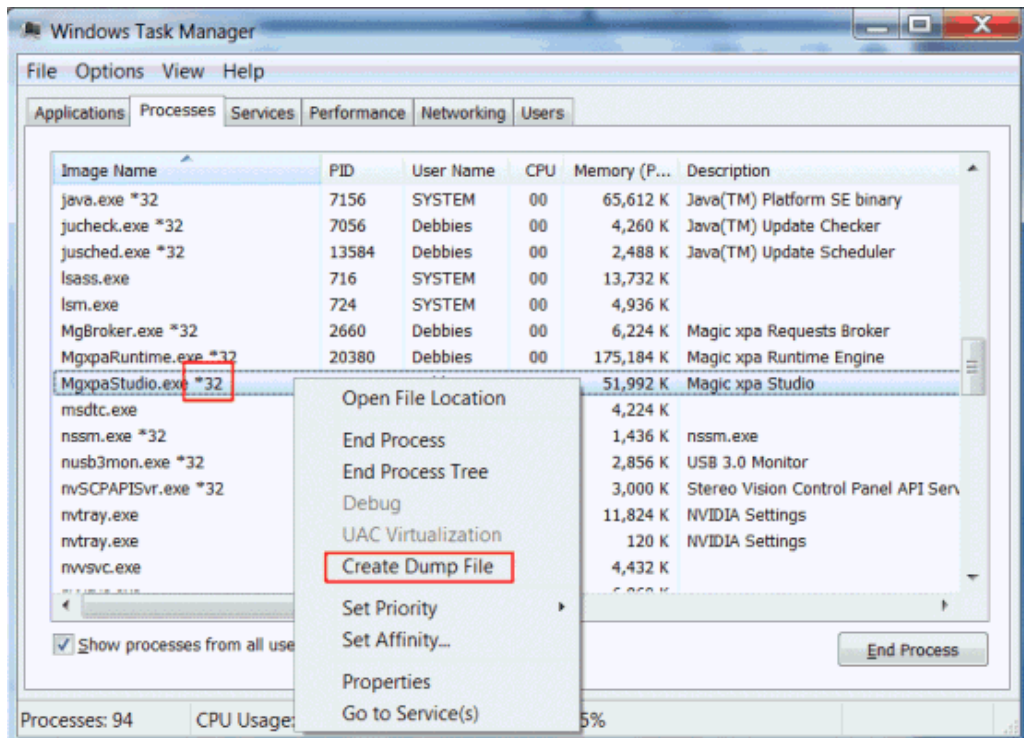 Windows Task Manager
File Options View Help
Applications Processes Services Performance Networking Users
Image Name PID User Name CPU Memory (P... Description
java.exe *32 7156 SYSTEM 00 65,612 K Java(TM) Platform SE binary
jucheck.exe *32 7056 Debbies 00 4,260 K Java(TM) Update Checker
jusched.exe *32 13584 Debbies 00 2,488 K Java(TM) Update Scheduler
lsass.exe 716 SYSTEM 00 13,732 K
lsm.exe 724 SYSTEM 00 4,936 K
MgBroker.exe *32 2660 Debbies 00 6,224 K Magic xpa Requests Broker
MgxpaRuntime.exe *32 20380 Debbies 00 175,184 K Magic xpa Runtime Engine
MgxpaStudio.exe *32 51,992 K Magic xpa Studio
msdtc.exe 4,224 K
nssm.exe *32 1,436 K nssm.exe
nusb3mon.exe *32 2,856 K USB 3.0 Monitor
nvSCPAPISvr.exe *32 3,000 K Stereo Vision Control Panel API Serv
nvtray.exe 11,824 K NVIDIA Settings
nvtray.exe 120 K NVIDIA Settings
nvvsvc.exe 4,432 K
Open File Location
End Process
End Process Tree
Debug
UAC Virtualization
Create Dump File
Set Priority
Set Affinity...
Properties
Go to Service(s)
Show processes from all use
End Process
Processes: 94 CPU Usage: 5%